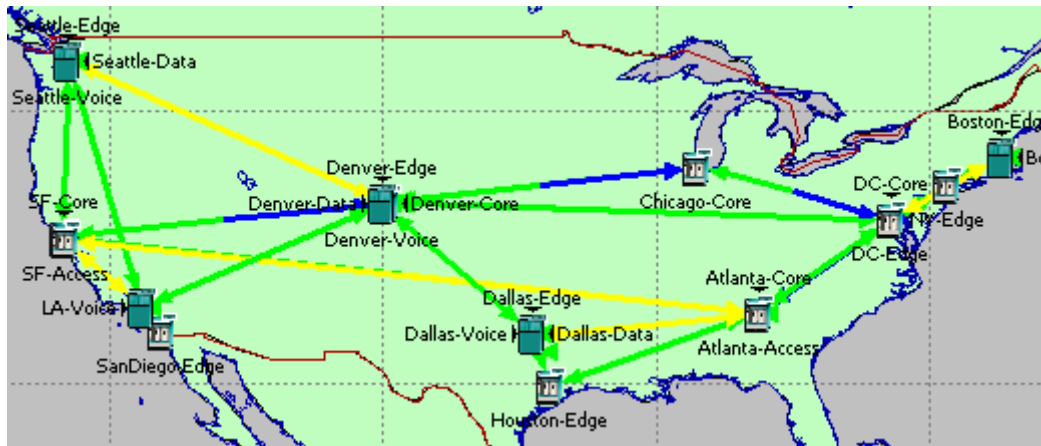 Seattle-Edge
Seattle-Data
Seattle-Voice
Boston-Edge
Denver-Edge
DC-Core
SF-Core
Denver-Data
Denver-Core
Chicago-Core
NY-Edge
Denver-Voice
DC-Edge
SF-Access
Atlanta-Core
LA-Voice
Dallas-Edge
Dallas-Voice
Dallas-Data
Atlanta-Access
SanDiego-Edge
Houston-Edge